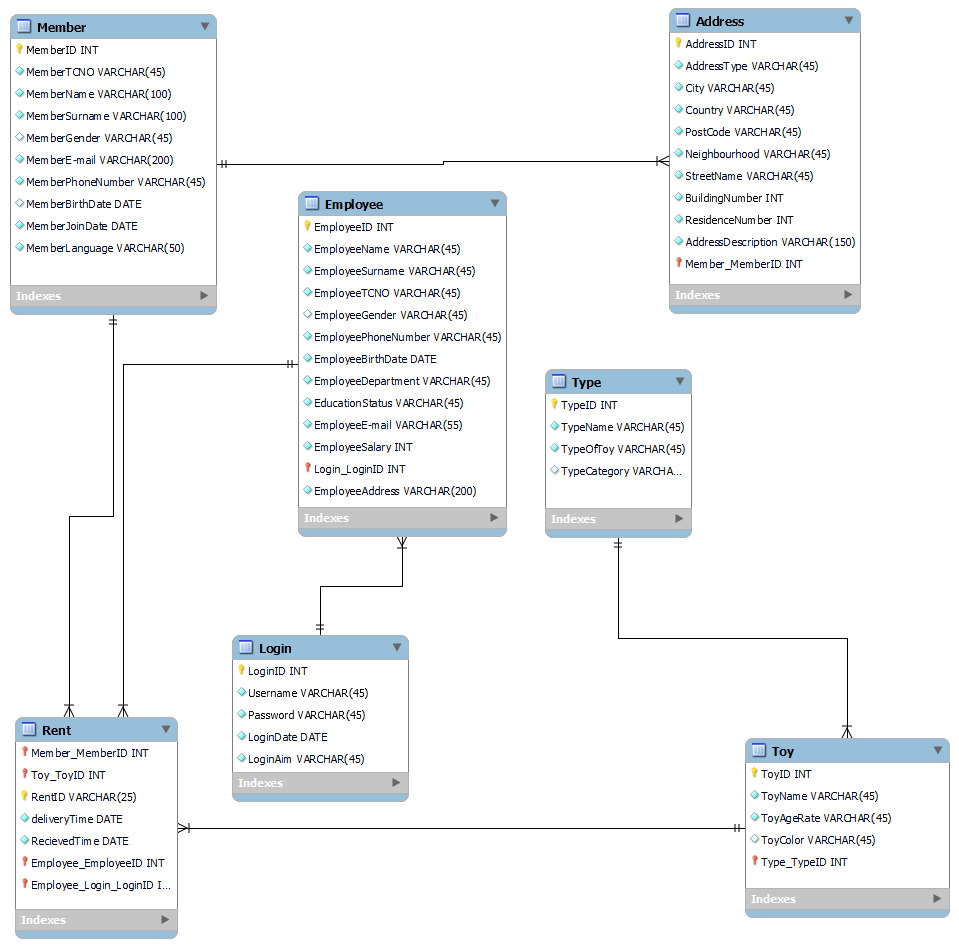 Member
MemberID INT
MemberTCNO VARCHAR(45)
MemberName VARCHAR(100)
MemberSurname VARCHAR(100)
MemberGender VARCHAR(45)
MemberE-mail VARCHAR(200)
MemberPhoneNumber VARCHAR(45)
MemberBirthDate DATE
MemberJoinDate DATE
MemberLanguage VARCHAR(50)
Indexes
Address
AddressID INT
AddressType VARCHAR(45)
City VARCHAR(45)
Country VARCHAR(45)
PostCode VARCHAR(45)
Neighbourhood VARCHAR(45)
StreetName VARCHAR(45)
BuildingNumber INT
ResidenceNumber INT
AddressDescription VARCHAR(150)
Member_MemberID INT
Indexes
Employee
EmployeeID INT
EmployeeName VARCHAR(45)
EmployeeSurname VARCHAR(45)
EmployeeTCNO VARCHAR(45)
EmployeeGender VARCHAR(45)
EmployeePhoneNumber VARCHAR(45)
EmployeeBirthDate DATE
EmployeeDepartment VARCHAR(45)
EducationStatus VARCHAR(45)
EmployeeE-mail VARCHAR(55)
EmployeeSalary INT
Login_LoginID INT
EmployeeAddress VARCHAR(200)
Indexes
Type
TypeID INT
TypeName VARCHAR(45)
TypeOfToy VARCHAR(45)
TypeCategory VARCHA...
Indexes
Login
LoginID INT
Username VARCHAR(45)
Password VARCHAR(45)
LoginDate DATE
LoginAim VARCHAR(45)
Indexes
Rent
Member_MemberID INT
Toy_ToyID INT
RentID VARCHAR(25)
deliveryTime DATE
RecievedTime DATE
Employee_EmployeeID INT
Employee_Login_LoginID I...
Indexes
Toy
ToyID INT
ToyName VARCHAR(45)
ToyAgeRate VARCHAR(45)
ToyColor VARCHAR(45)
Type_TypeID INT
Indexes